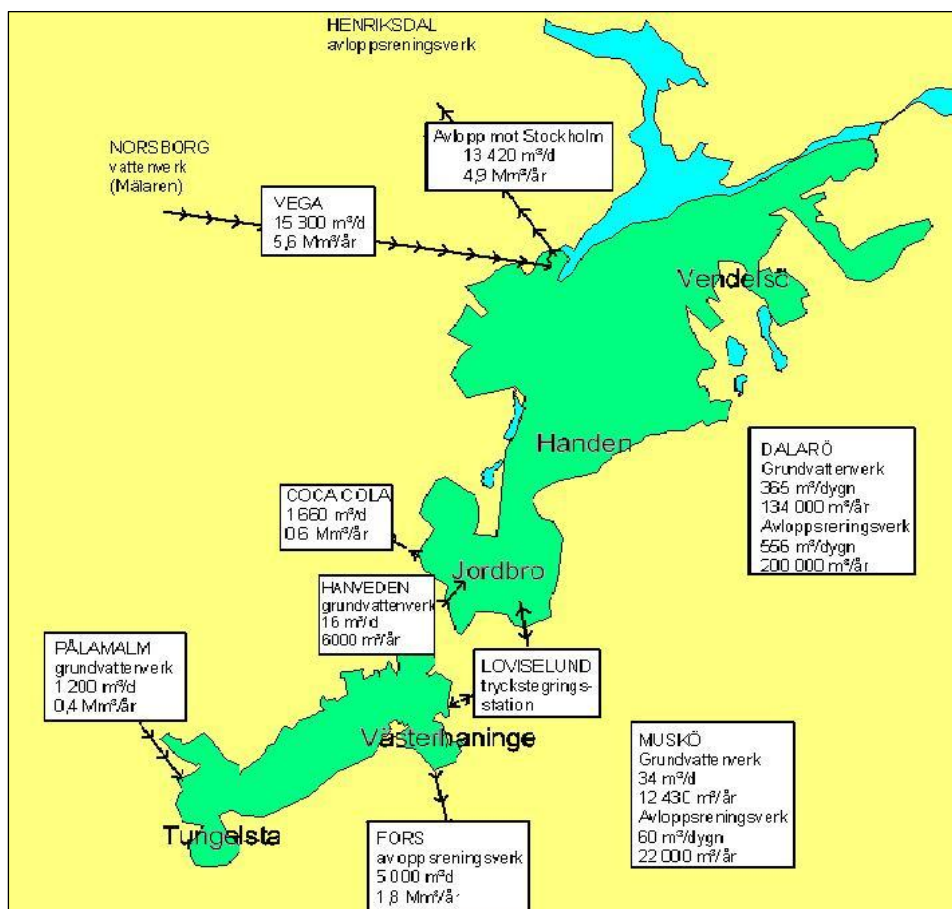 HENRIKSDAL
avloppsreningsverk
NORSBORG
vattenverk
(Mälaren)
Avlopp mot Stockholm
13 420 m³/d
4,9 Mm³/år
VEGA
15 300 m³/d
5,6 Mm³/år
Vendelsö
Handen
DALARÖ
Grundvattenverk
365 m³/dygn
134 000 m³/år
Avloppsreningsverk
556 m³/dygn
200 000 m³/år
COCA COLA
1 660 m³/d
06 Mm³/år
Jordbro
HANVEDEN
grundvattenverk
16 m³/d
6000 m³/år
PÅLAMALM
grundvattenverk
1 200 m³/d
0,4 Mm³/år
LOVISELUND
tryckstegrings-
station
Västerhaninge
MUSKÖ
Grundvattenverk
34 m³/d
12 430 m³/år
Avloppsreningsverk
60 m³/dygn
22 000 m³/år
Tungelsta
FORS
av oppsreningsverk
5 000 m³d
1,8 Mm³/år